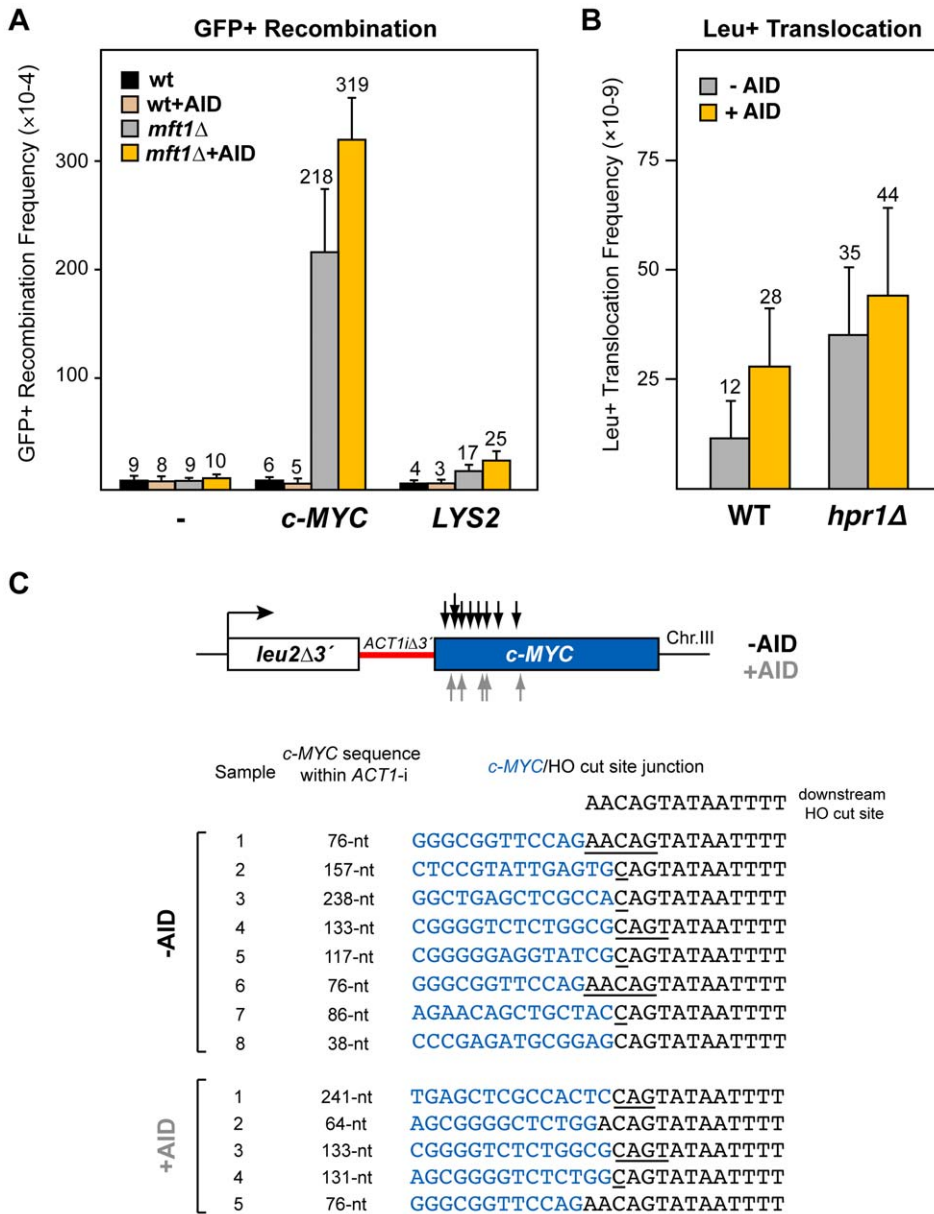 A
GFP+ Recombination
GFP+ Recombination Frequency (×10-4)
300
200
100
wt
wt+AID
mft1Δ
mft1Δ+AID
9 8 9 10
6 5 218 319
4 3 17 25
- c-MYC LYS2
B
Leu+ Translocation
Leu+ Translocation Frequency (×10-9)
75
50
25
- AID
+ AID
12 28 35 44
WT hpr1Δ
C
leu2Δ3´ ACT1iΔ3´ c-MYC Chr.III
-AID
+AID
Sample c-MYC sequence within ACT1-i c-MYC/HO cut site junction
AACAGTATAATTTT downstream HO cut site
-AID
1 76-nt GGGCGGTTCCAGAACAGTATAATTTT
2 157-nt CTCCGTATTGAGTGCAGTATAATTTT
3 238-nt GGCTGAGCTCGCCACAGTATAATTTT
4 133-nt CGGGGTCTCTGGCGCAGTATAATTTT
5 117-nt CGGGGGAGGTATCGCAGTATAATTTT
6 76-nt GGGCGGTTCCAGAACAGTATAATTTT
7 86-nt AGAACAGCTGCTACCAGTATAATTTT
8 38-nt CCCGAGATGCGGAGCAGTATAATTTT
+AID
1 241-nt TGAGCTCGCCACTCCAGTATAATTTT
2 64-nt AGCGGGGCTCTGGACAGTATAATTTT
3 133-nt CGGGGTCTCTGGCGCAGTATAATTTT
4 131-nt AGCGGGGTCTCTGGCAGTATAATTTT
5 76-nt GGGCGGTTCCAGAACAGTATAATTTT